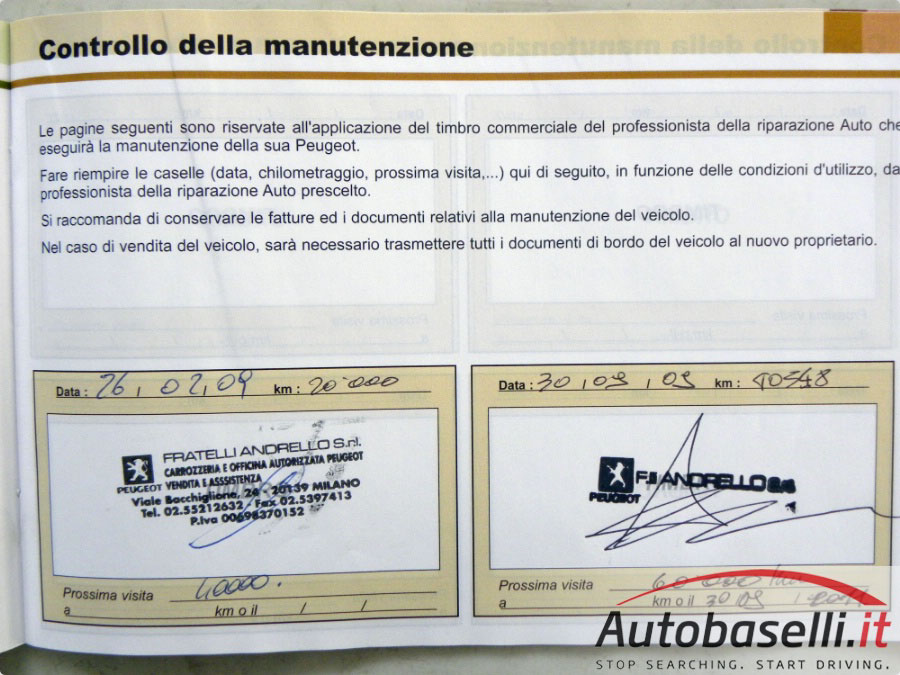 Controllo della manutenzione
Le pagine seguenti sono riservate all'applicazione del timbro commerciale del professionista della riparazione Auto che
eseguirà la manutenzione della sua Peugeot.
Fare riempire le caselle (data, chilometraggio, prossima visita,...) qui di seguito, in funzione delle condizioni d'utilizzo, da
professionista della riparazione Auto prescelto.
Si raccomanda di conservare le fatture ed i documenti relativi alla manutenzione del veicolo.
Nel caso di vendita del veicolo, sarà necessario trasmettere tutti i documenti di bordo del veicolo al nuovo proprietario.
Data : 26, 02, 09 km : 20.000
FRATELLI ANDRELLO S.r.l.
CARROZZERIA E OFFICINA AUTORIZZATA PEUGEOT
PEUGEOT VENDITA E ASSSISTENZA
Viale Bacchiglione, 24 - 20139 MILANO
Tel. 02.55212632 / Fax 02.5397413
P.Iva 00698370152
Prossima visita 40000.
a km o il / /
Data : 30, 09, 09 km : 40548
F.lli ANDRELLO
PEUGEOT
Prossima visita 60.000 km
a km o il 30/09 / 2011
Autobaselli.it
STOP SEARCHING. START DRIVING.